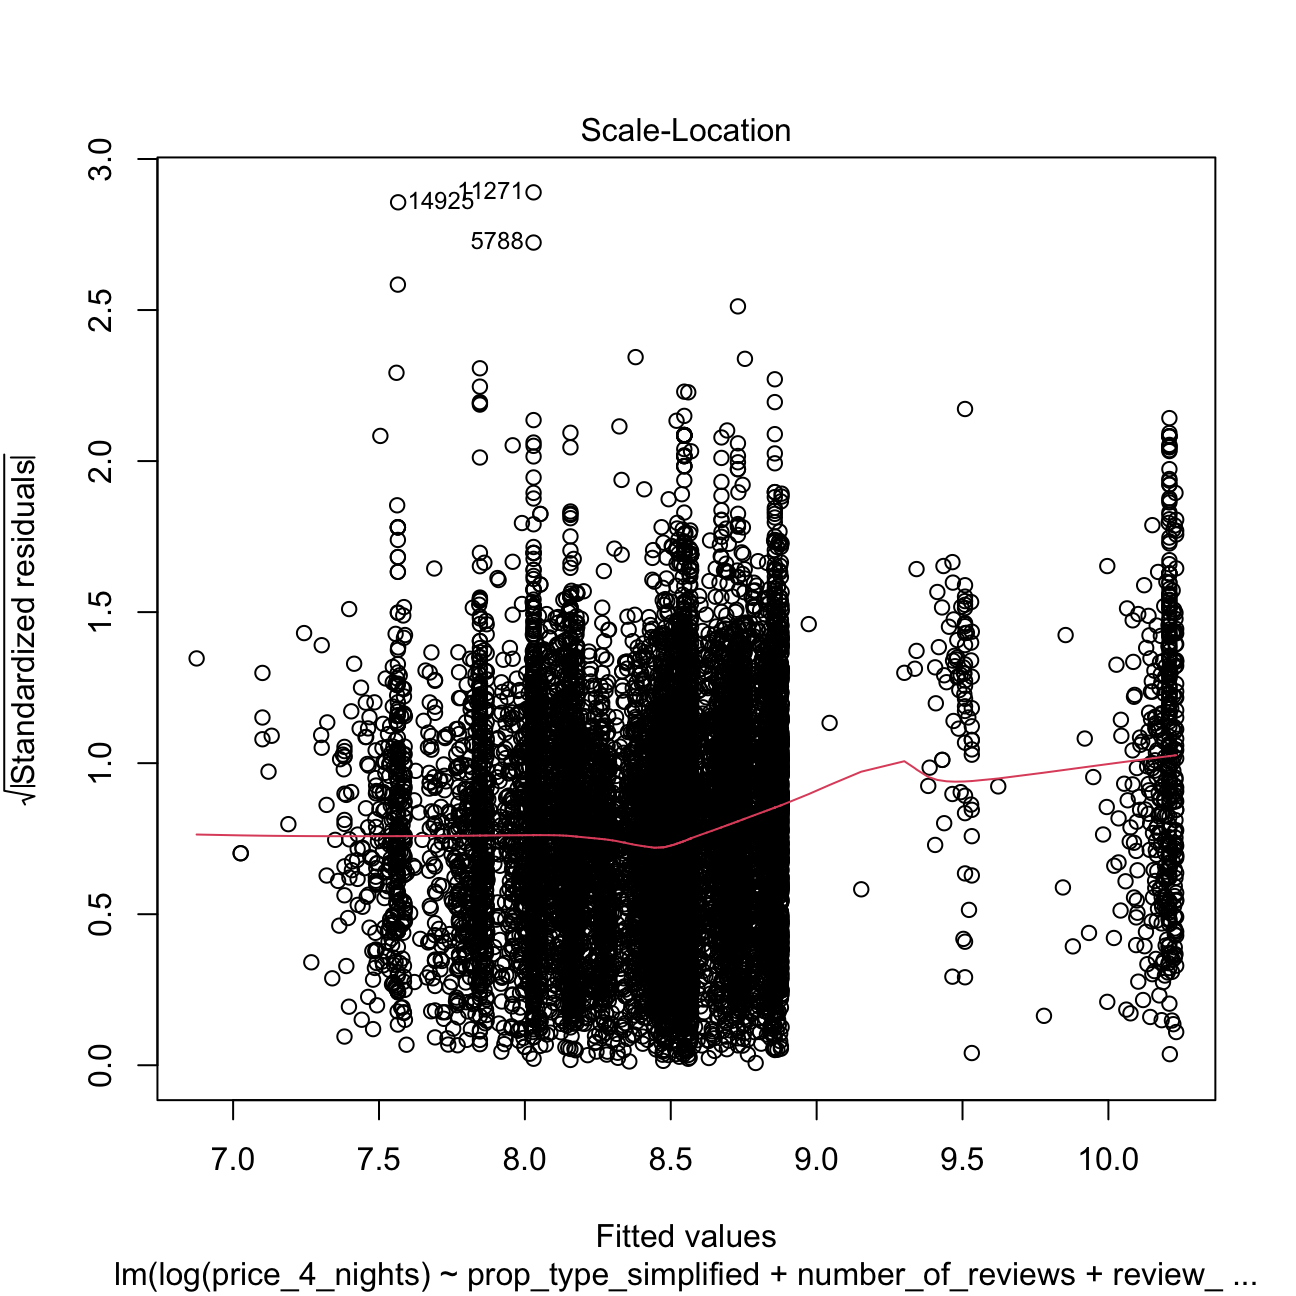 Scale-Location
√|Standardized residuals|
3.0
2.5
2.0
1.5
1.0
0.5
0.0
14925
11271
5788
7.0 7.5 8.0 8.5 9.0 9.5 10.0
Fitted values
lm(log(price_4_nights) ~ prop_type_simplified + number_of_reviews + review_ ...